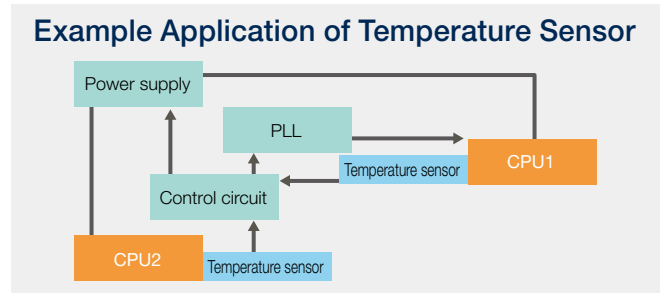 Example Application of Temperature Sensor
Power supply
PLL
CPU1
Temperature sensor
Control circuit
CPU2
Temperature sensor